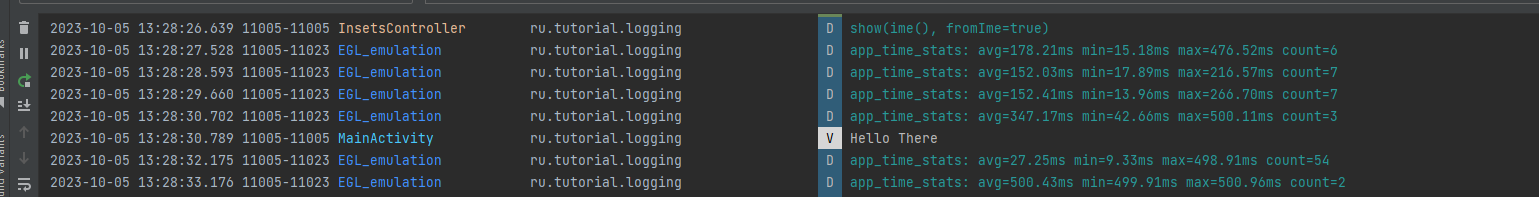 2023-10-05 13:28:26.639 11005-11005 InsetsController ru.tutorial.logging D show(ime(), fromIme=true)
2023-10-05 13:28:27.528 11005-11023 EGL_emulation ru.tutorial.logging D app_time_stats: avg=178.21ms min=15.18ms max=476.52ms count=6
2023-10-05 13:28:28.593 11005-11023 EGL_emulation ru.tutorial.logging D app_time_stats: avg=152.03ms min=17.89ms max=216.57ms count=7
2023-10-05 13:28:29.660 11005-11023 EGL_emulation ru.tutorial.logging D app_time_stats: avg=152.41ms min=13.96ms max=266.70ms count=7
2023-10-05 13:28:30.702 11005-11023 EGL_emulation ru.tutorial.logging D app_time_stats: avg=347.17ms min=42.66ms max=500.11ms count=3
2023-10-05 13:28:30.789 11005-11005 MainActivity ru.tutorial.logging V Hello There
2023-10-05 13:28:32.175 11005-11023 EGL_emulation ru.tutorial.logging D app_time_stats: avg=27.25ms min=9.33ms max=498.91ms count=54
2023-10-05 13:28:33.176 11005-11023 EGL_emulation ru.tutorial.logging D app_time_stats: avg=500.43ms min=499.91ms max=500.96ms count=2